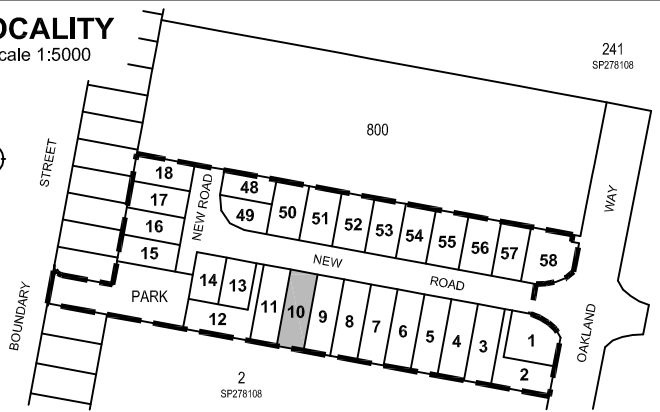 OCALITY
cale 1:5000
241
SP278108
800
STREET
WAY
18
17
16
15
NEW ROAD
48
49
50
51
52
53
54
55
56
57
58
NEW
ROAD
PARK
14
13
12
11
10
9
8
7
6
5
4
3
1
2
BOUNDARY
OAKLAND
2
SP278108